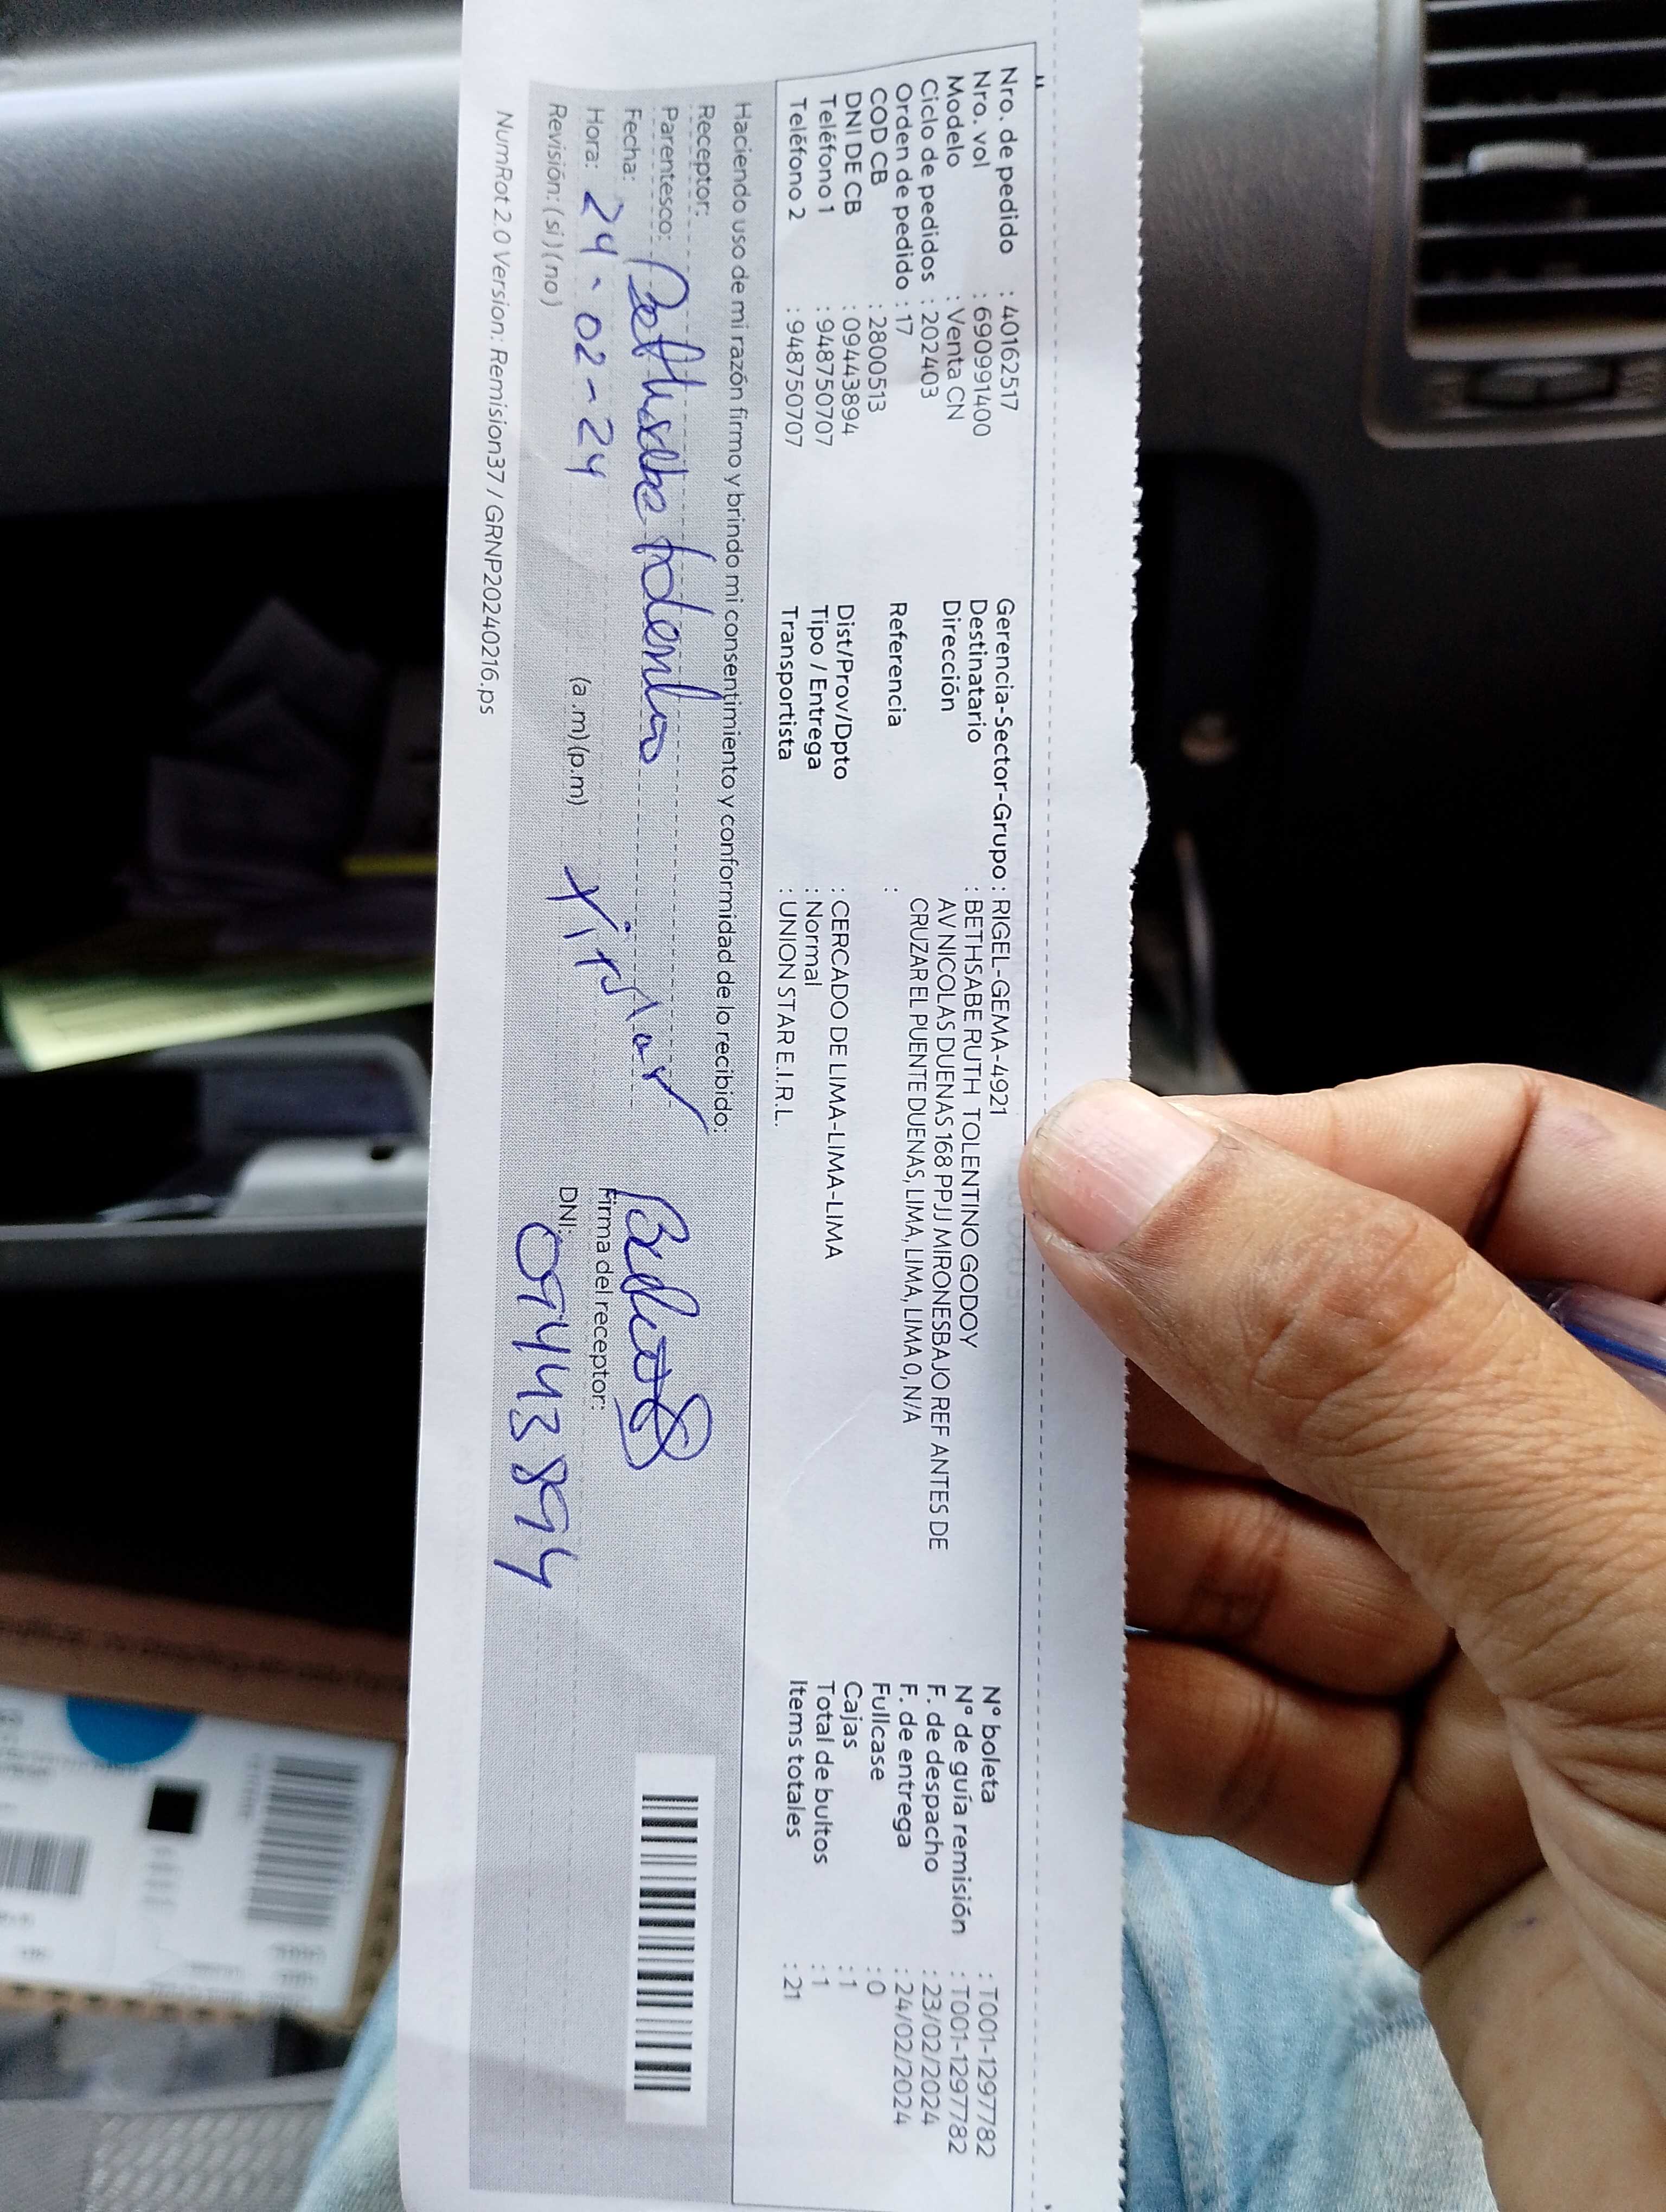 Nro. de pedido : 40162517
Nro. vol : 690991400
Modelo : Venta CN
Ciclo de pedidos : 202403
Orden de pedido : 17
COD CB : 2800513
DNI DE CB : 09443894
Teléfono 1 : 948750707
Teléfono 2 : 948750707
Gerencia-Sector-Grupo : RIGEL-GEMA-4921
Destinatario : BETHSABE RUTH TOLENTINO GODOY
Dirección AV NICOLAS DUENAS 168 PPJJ MIRONESBAJO REF ANTES DE
CRUZAR EL PUENTE DUENAS, LIMA, LIMA, LIMA, LIMA 0, N/A
Referencia :
Dist/Prov/Dpto : CERCADO DE LIMA-LIMA-LIMA
Tipo / Entrega : Normal
Transportista : UNION STAR E.I.R.L.
N° boleta : T001-1297782
N° de guía remisión : T001-1297782
F. de despacho : 23/02/2024
F. de entrega : 24/02/2024
Fullcase : 0
Cajas : 1
Total de bultos : 1
Items totales : 21
Haciendo uso de mi razón firmo y brindo mi consentimiento y conformidad de lo recibido:
Receptor:
Parentesco: Bethsabe Tolentino
Fecha:
Hora: 24-02-24 (a.m)(p.m)
Revisión: (si) (no)
Firma del receptor:
DNI: 09443894
NumRot 2.0 Version: Remision37 / GRNP20240216.ps